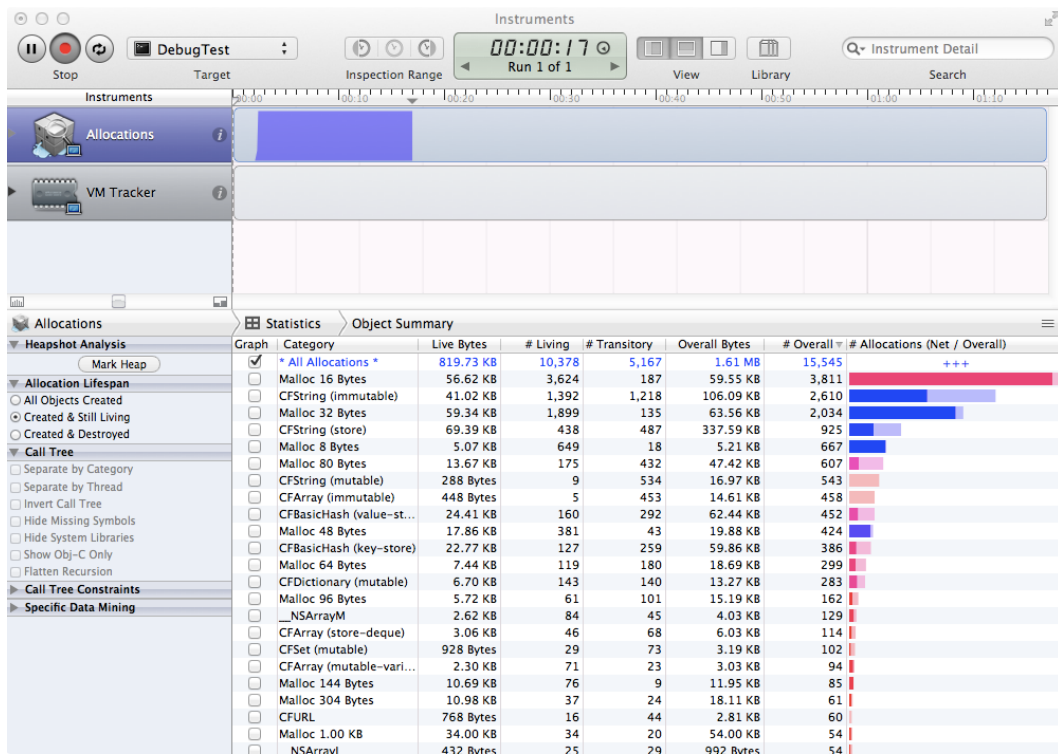 Instruments
DebugTest
00:00:17
Run 1 of 1
Instrument Detail
Stop Target Inspection Range View Library Search
Instruments 00:00 00:10 00:20 00:30 00:40 00:50 01:00 01:10
Allocations
VM Tracker
Allocations Statistics Object Summary
Heapshot Analysis
Mark Heap
Allocation Lifespan
All Objects Created
Created & Still Living
Created & Destroyed
Call Tree
Separate by Category
Separate by Thread
Invert Call Tree
Hide Missing Symbols
Hide System Libraries
Show Obj-C Only
Flatten Recursion
Call Tree Constraints
Specific Data Mining
Graph Category Live Bytes # Living # Transitory Overall Bytes # Overall # Allocations (Net / Overall)
* All Allocations * 819.73 KB 10,378 5,167 1.61 MB 15,545 +++
Malloc 16 Bytes 56.62 KB 3,624 187 59.55 KB 3,811
CFString (immutable) 41.02 KB 1,392 1,218 106.09 KB 2,610
Malloc 32 Bytes 59.34 KB 1,899 135 63.56 KB 2,034
CFString (store) 69.39 KB 438 487 337.59 KB 925
Malloc 8 Bytes 5.07 KB 649 18 5.21 KB 667
Malloc 80 Bytes 13.67 KB 175 432 47.42 KB 607
CFString (mutable) 288 Bytes 9 534 16.97 KB 543
CFArray (immutable) 448 Bytes 5 453 14.61 KB 458
CFBasicHash (value-st... 24.41 KB 160 292 62.44 KB 452
Malloc 48 Bytes 17.86 KB 381 43 19.88 KB 424
CFBasicHash (key-store) 22.77 KB 127 259 59.86 KB 386
Malloc 64 Bytes 7.44 KB 119 180 18.69 KB 299
CFDictionary (mutable) 6.70 KB 143 140 13.27 KB 283
Malloc 96 Bytes 5.72 KB 61 101 15.19 KB 162
__NSArrayM 2.62 KB 84 45 4.03 KB 129
CFArray (store-deque) 3.06 KB 46 68 6.03 KB 114
CFSet (mutable) 928 Bytes 29 73 3.19 KB 102
CFArray (mutable-vari... 2.30 KB 71 23 3.03 KB 94
Malloc 144 Bytes 10.69 KB 76 9 11.95 KB 85
Malloc 304 Bytes 10.98 KB 37 24 18.11 KB 61
CFURL 768 Bytes 16 44 2.81 KB 60
Malloc 1.00 KB 34.00 KB 34 20 54.00 KB 54
__NSArrayI 432 Bytes 25 29 992 Bytes 54